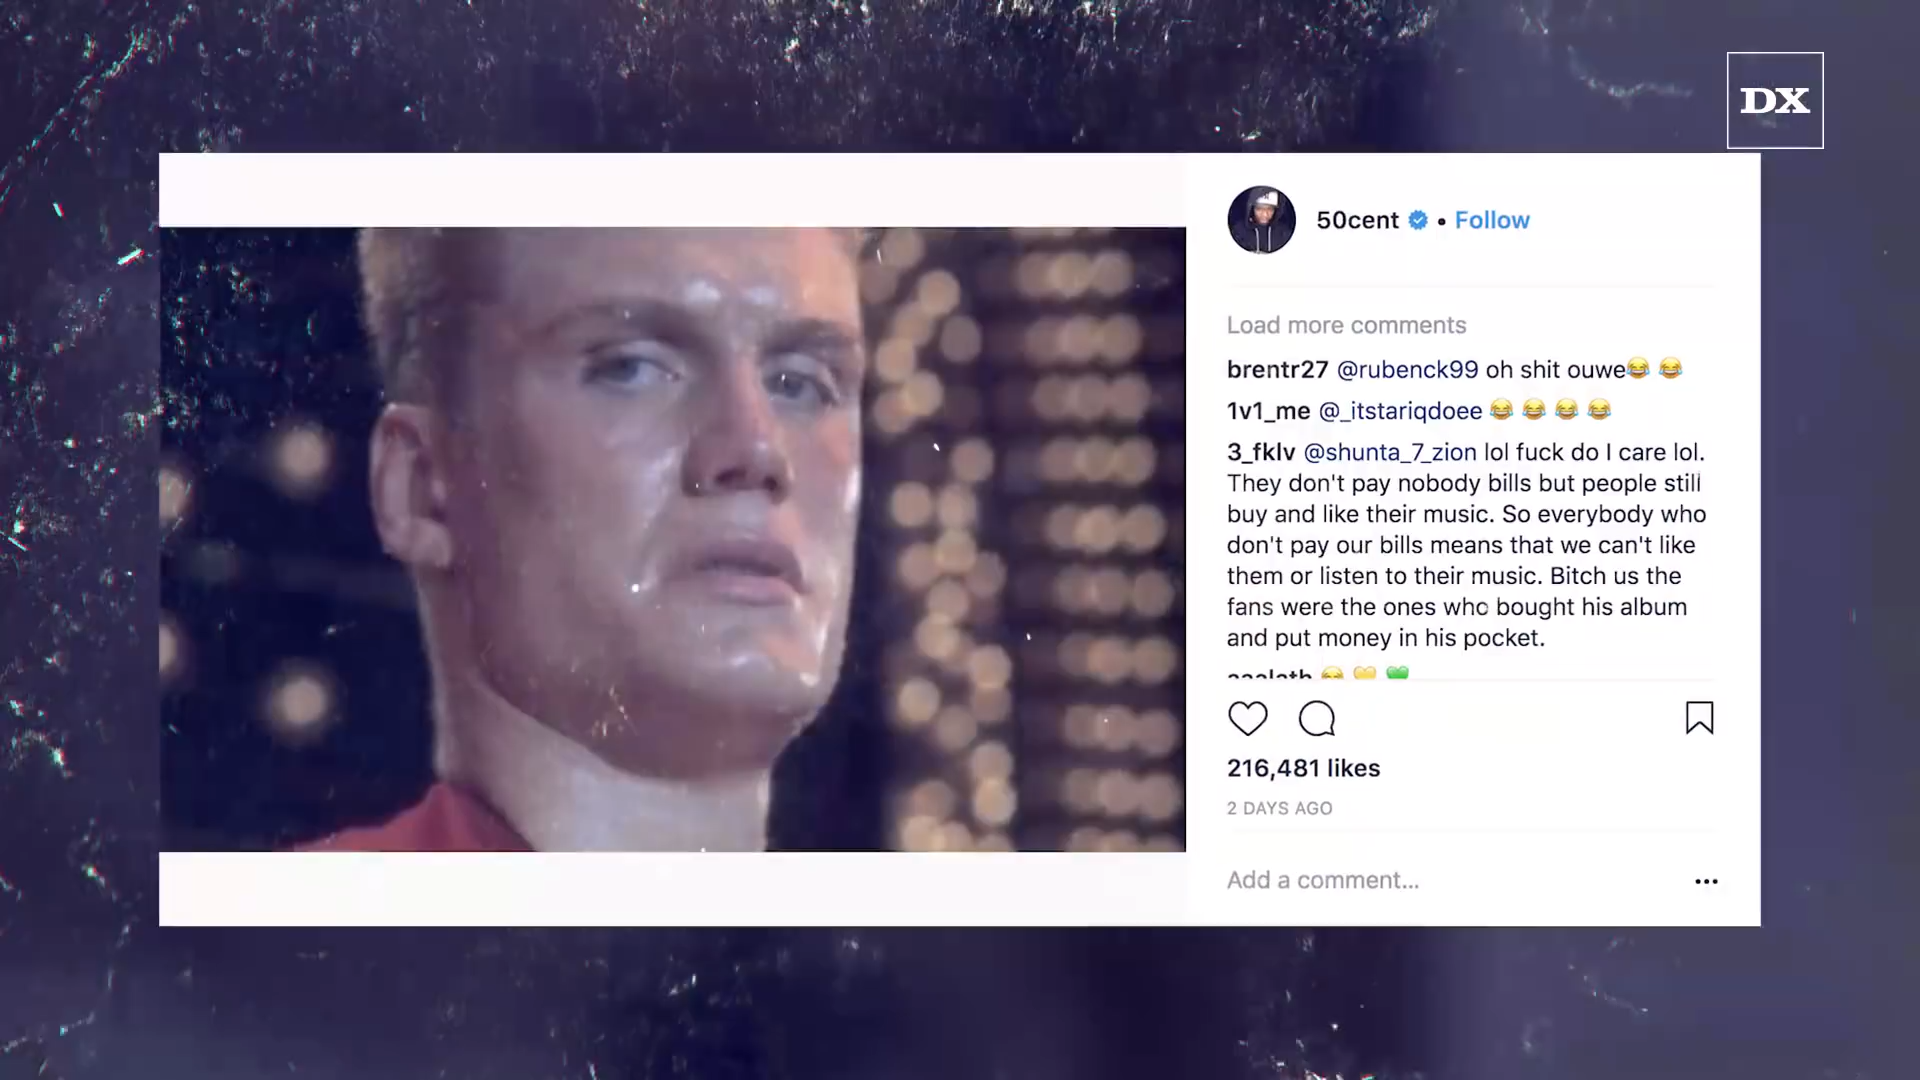 DX
50cent • Follow
Load more comments
brentr27 @rubenck99 oh shit ouwe😂 😂
1v1_me @_itstariqdoee 😂 😂 😂 😂
3_fklv @shunta_7_zion lol fuck do I care lol.
They don't pay nobody bills but people still
buy and like their music. So everybody who
don't pay our bills means that we can't like
them or listen to their music. Bitch us the
fans were the ones who bought his album
and put money in his pocket.
216,481 likes
2 DAYS AGO
Add a comment...